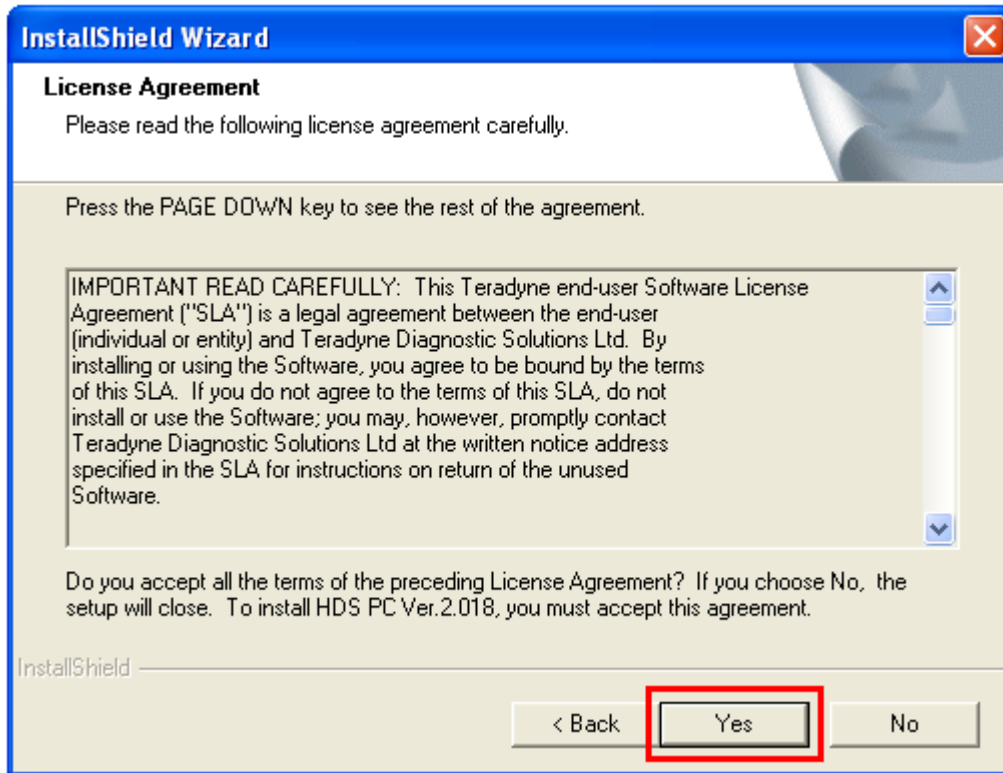 InstallShield Wizard
License Agreement
Please read the following license agreement carefully.
Press the PAGE DOWN key to see the rest of the agreement.
IMPORTANT READ CAREFULLY:  This Teradyne end-user Software License
Agreement ("SLA") is a legal agreement between the end-user
(individual or entity) and Teradyne Diagnostic Solutions Ltd.  By
installing or using the Software, you agree to be bound by the terms
of this SLA.  If you do not agree to the terms of this SLA, do not
install or use the Software; you may, however, promptly contact
Teradyne Diagnostic Solutions Ltd at the written notice address
specified in the SLA for instructions on return of the unused
Software.
Do you accept all the terms of the preceding License Agreement?  If you choose No,  the
setup will close.  To install HDS PC Ver.2.018, you must accept this agreement.
InstallShield
< Back Yes No